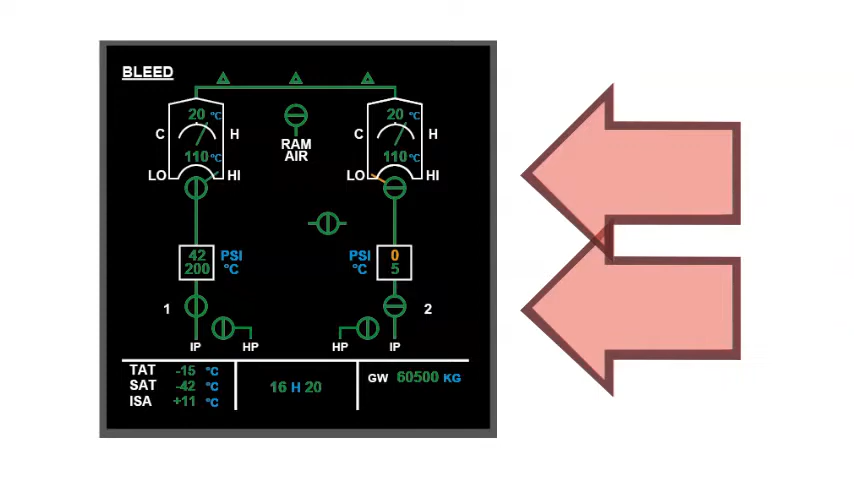 BLEED
20 °C 20 °C
C H C H
RAM
AIR
110 °C 110 °C
LO HI LO HI
42 PSI PSI 0
200 °C °C 5
1 2
IP HP HP IP
TAT -15 °C
SAT -42 °C
ISA +11 °C
16 H 20
GW 60500 KG